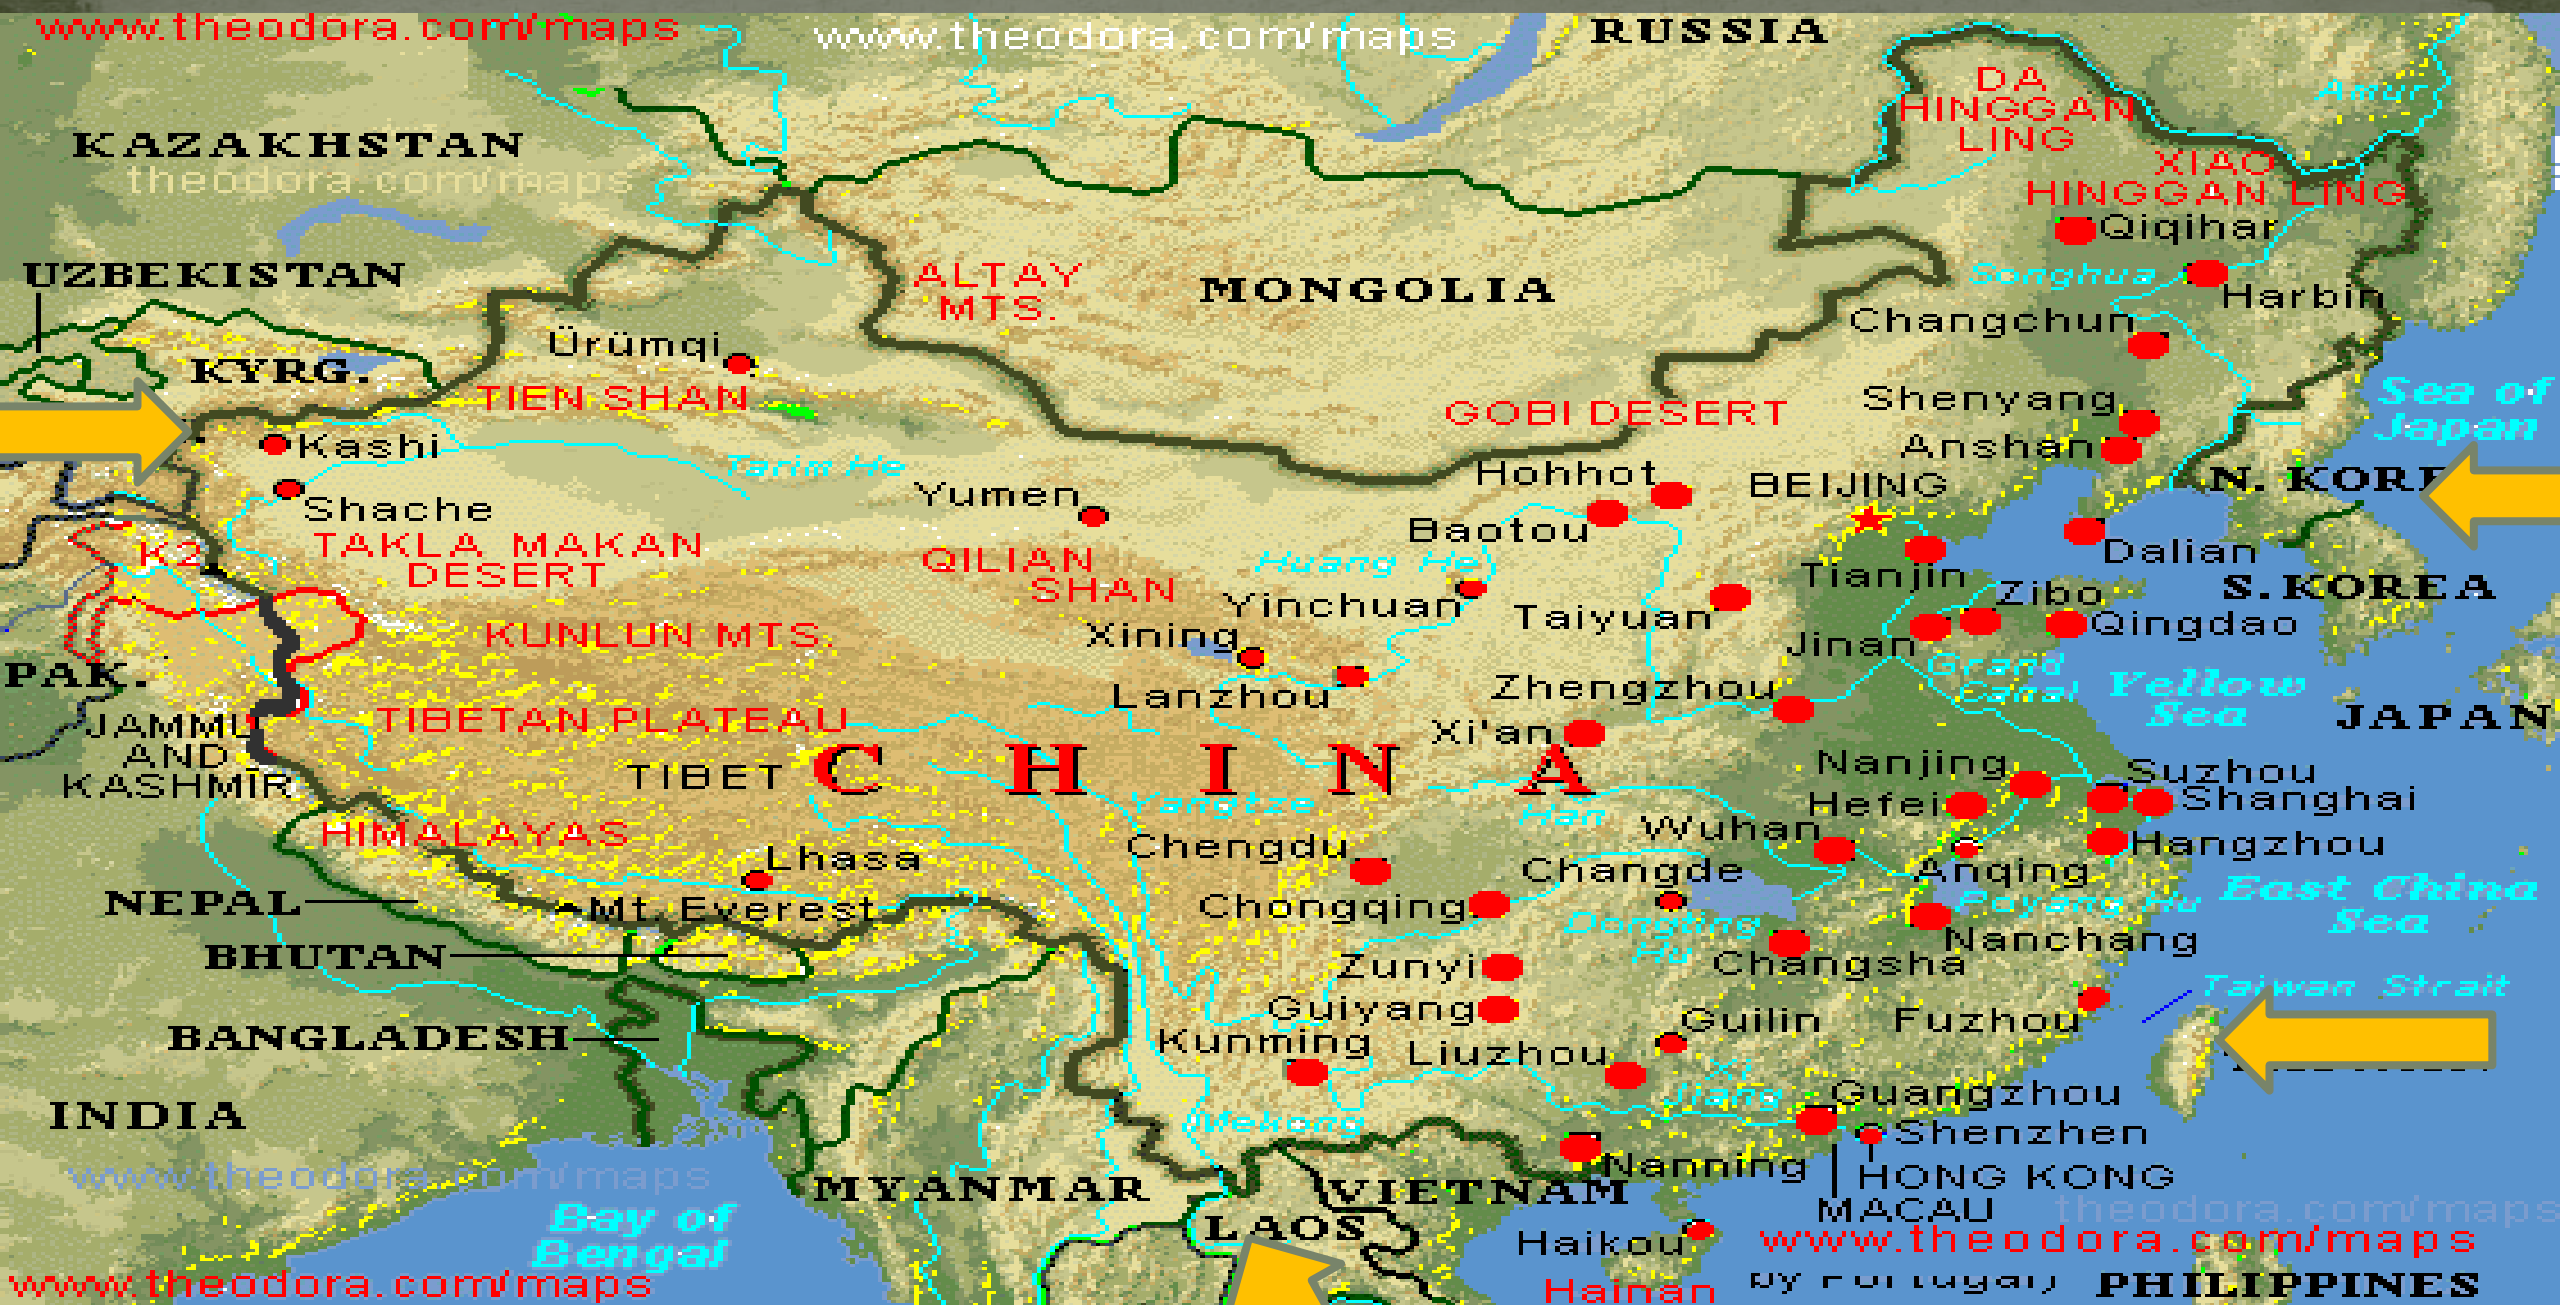 www.theodora.com/maps
www.theodora.com/maps
RUSSIA
DA
HINGGAN
LING
Amur
KAZAKHSTAN
theodora.com/maps
XIAO
HINGGAN LING
Qiqihar
UZBEKISTAN
ALTAY
MTS.
MONGOLIA
Songhua
Harbin
Changchun
Ürümqi
KYRG.
TIEN SHAN
GOBI DESERT
Shenyang
Sea of
Japan
Kashi
Anshan
Tarim He
Hohhot
BEIJING
N. KOR
Yumen
Shache
Baotou
TAKLA MAKAN
DESERT
K2
QILIAN
SHAN
Huang He
Dalian
Tianjin
S.KOREA
Yinchuan
Taiyuan
Zibo
Qingdao
KUNLUN MTS.
Xining
Jinan
Grand
Canal
PAK.
Lanzhou
Zhengzhou
Yellow
Sea
JAPAN
JAMMU
AND
KASHMIR
TIBETAN PLATEAU
Xi'an
TIBET
CHINA
Nanjing
Suzhou
Shanghai
Yangtze
Han
Hefei
HIMALAYAS
Wuhan
Chengdu
Hangzhou
Lhasa
Changde
Anqing
NEPAL
Mt. Everest
Chongqing
Dongting
Hu
Poyang Hu
East China
Sea
BHUTAN
Nanchang
Zunyi
Changsha
Taiwan Strait
Guiyang
Guilin
Fuzhou
BANGLADESH
Kunming
Liuzhou
Xi
Jiang
Guangzhou
INDIA
Mekong
Shenzhen
www.theodora.com/maps
Nanning
HONG KONG
MYANMAR
VIETNAM
MACAU
theodora.com/maps
Bay of
Bengal
LAOS
Haikou
www.theodora.com/maps
www.theodora.com/maps
Hainan
by Portugal)
PHILIPPINES